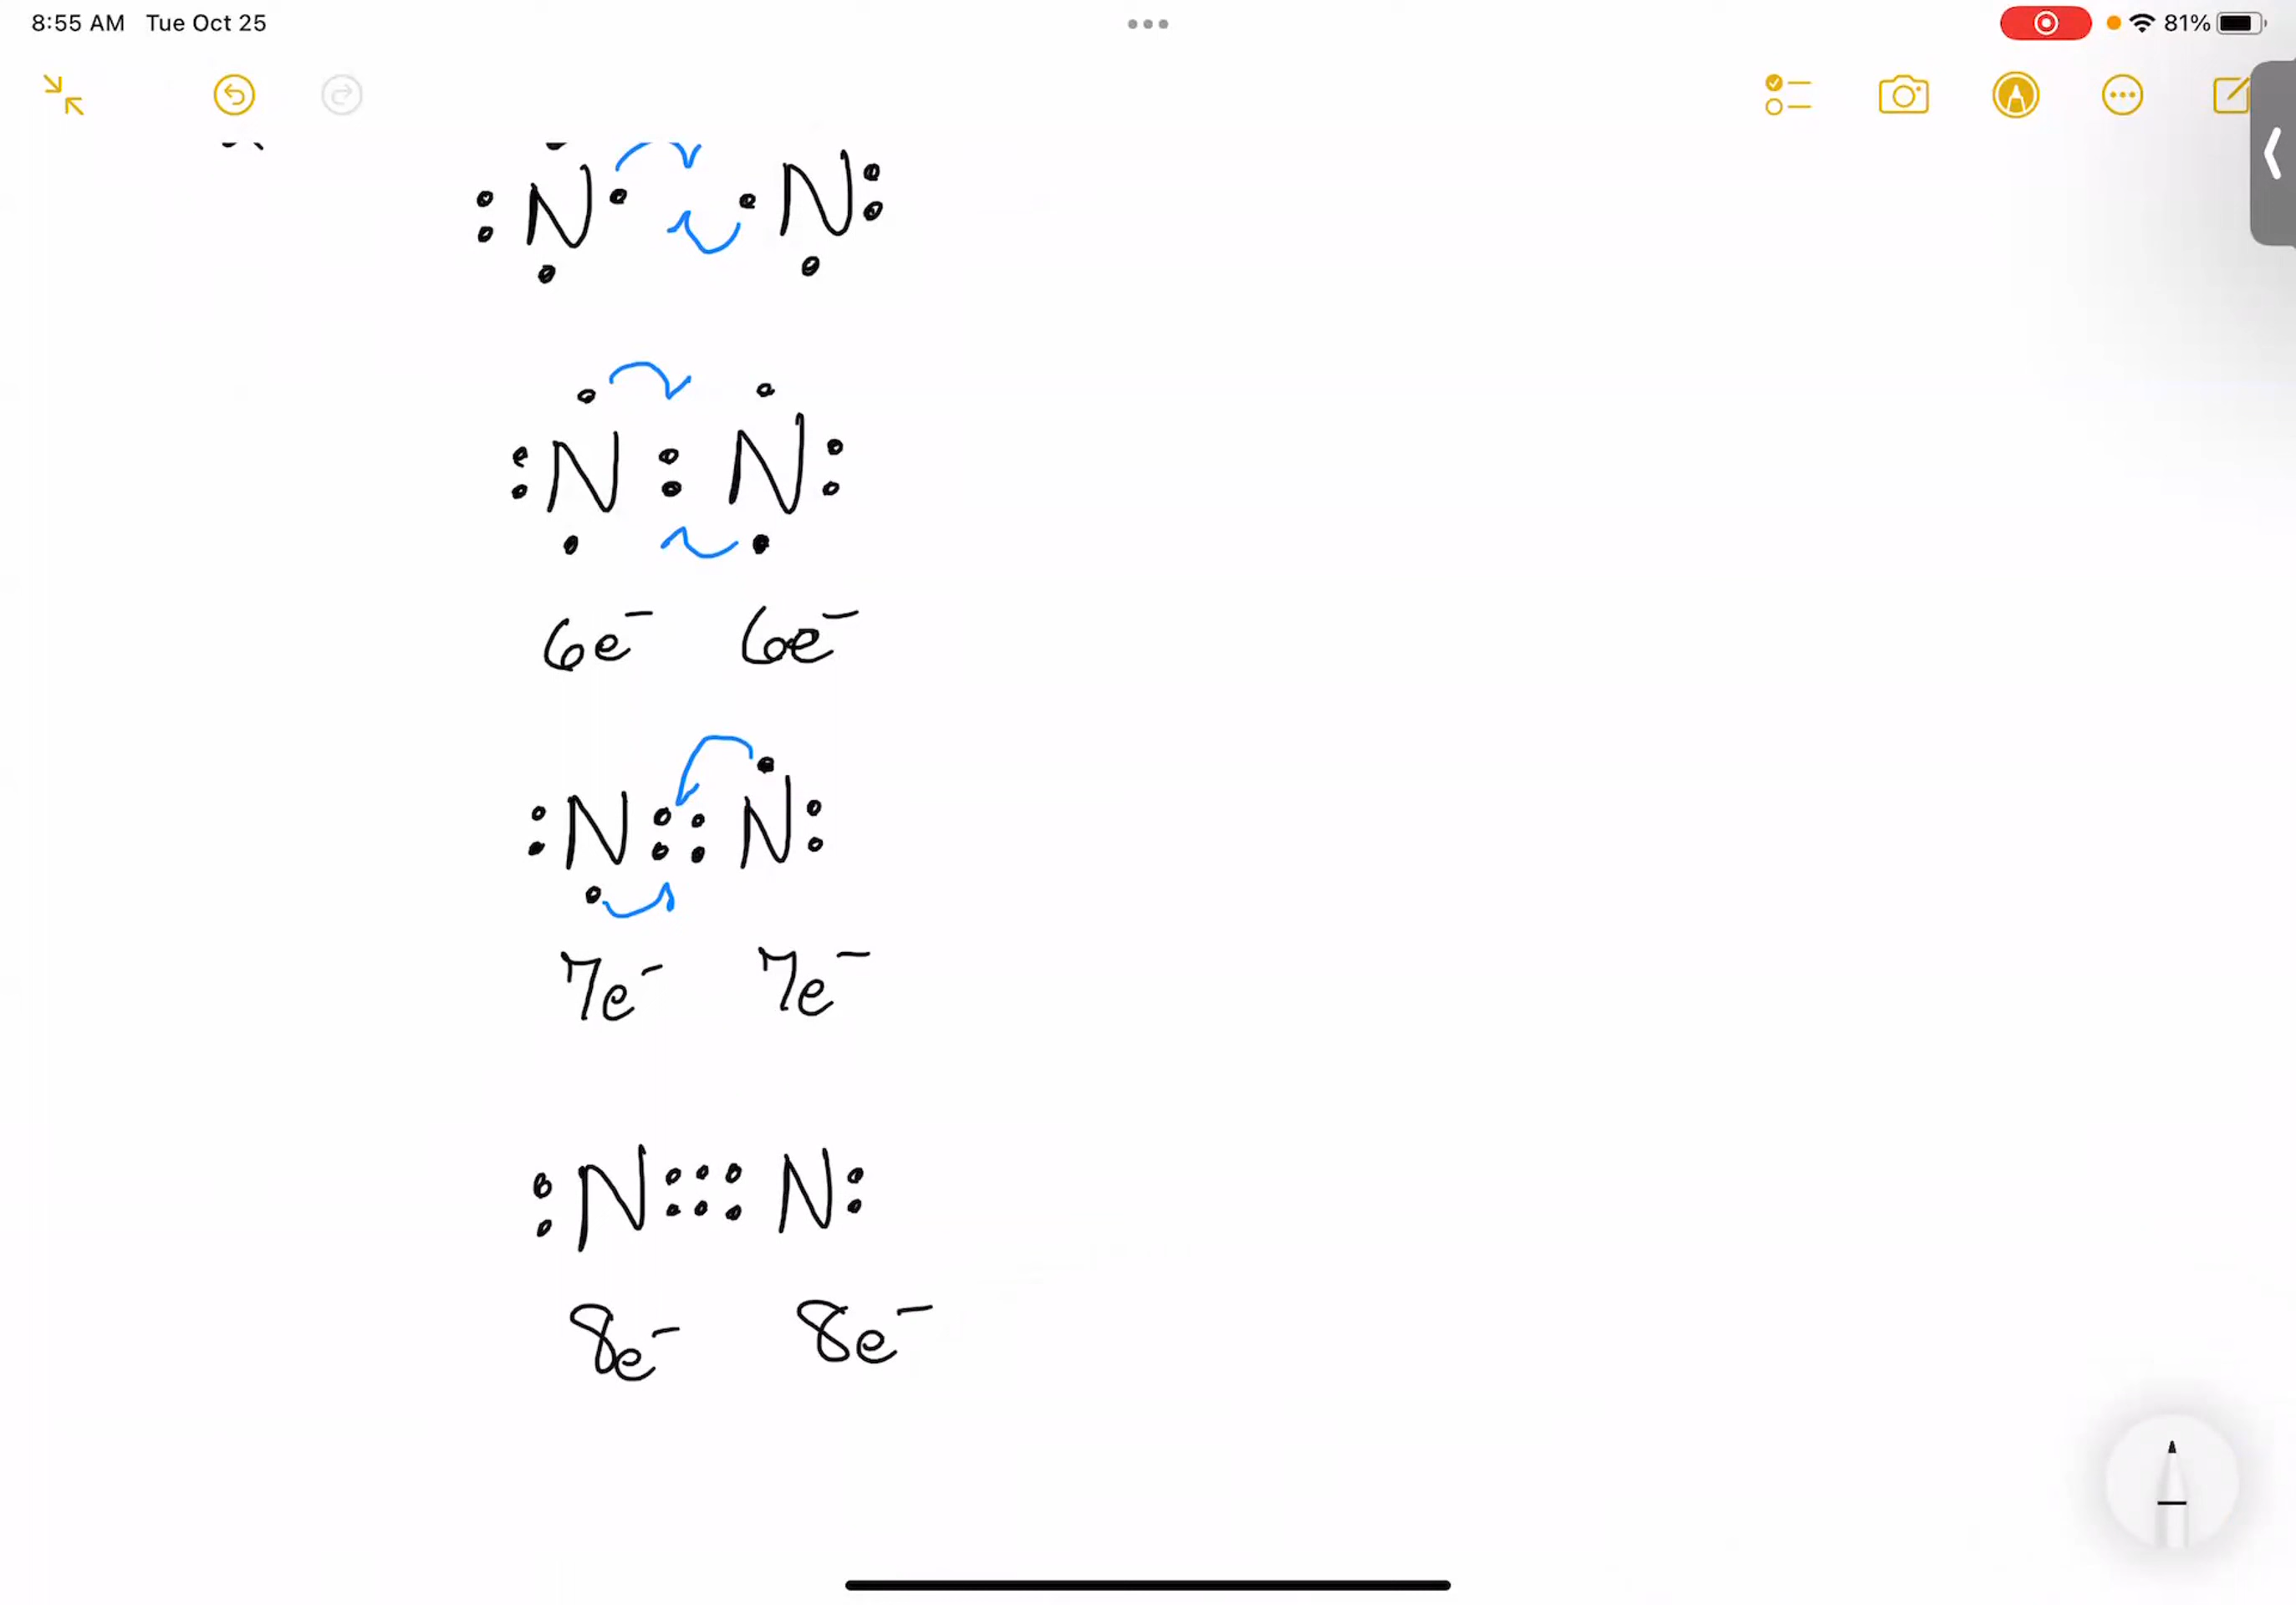 8:55 AM Tue Oct 25
81%
:N· ·N:
:N:N:
6e⁻ 6e⁻
:N::N:
7e⁻ 7e⁻
:N:::N:
8e⁻ 8e⁻